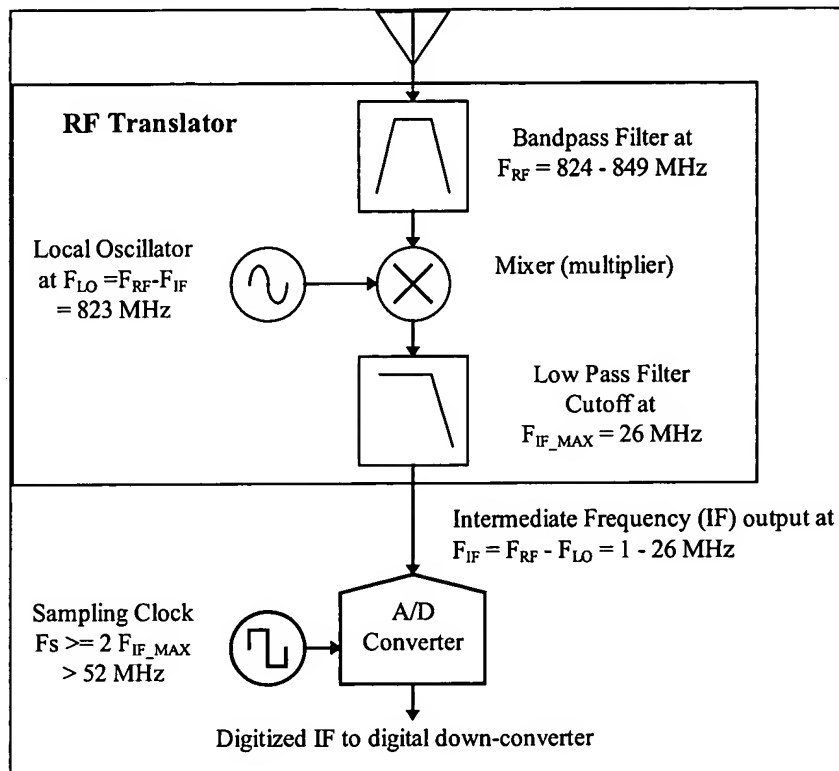 RF Translator
Bandpass Filter at
F_RF = 824 - 849 MHz
Local Oscillator
at F_LO =F_RF-F_IF
= 823 MHz
Mixer (multiplier)
Low Pass Filter
Cutoff at
F_IF_MAX = 26 MHz
Intermediate Frequency (IF) output at
F_IF = F_RF - F_LO = 1 - 26 MHz
Sampling Clock
Fs >= 2 F_IF_MAX
> 52 MHz
A/D
Converter
Digitized IF to digital down-converter